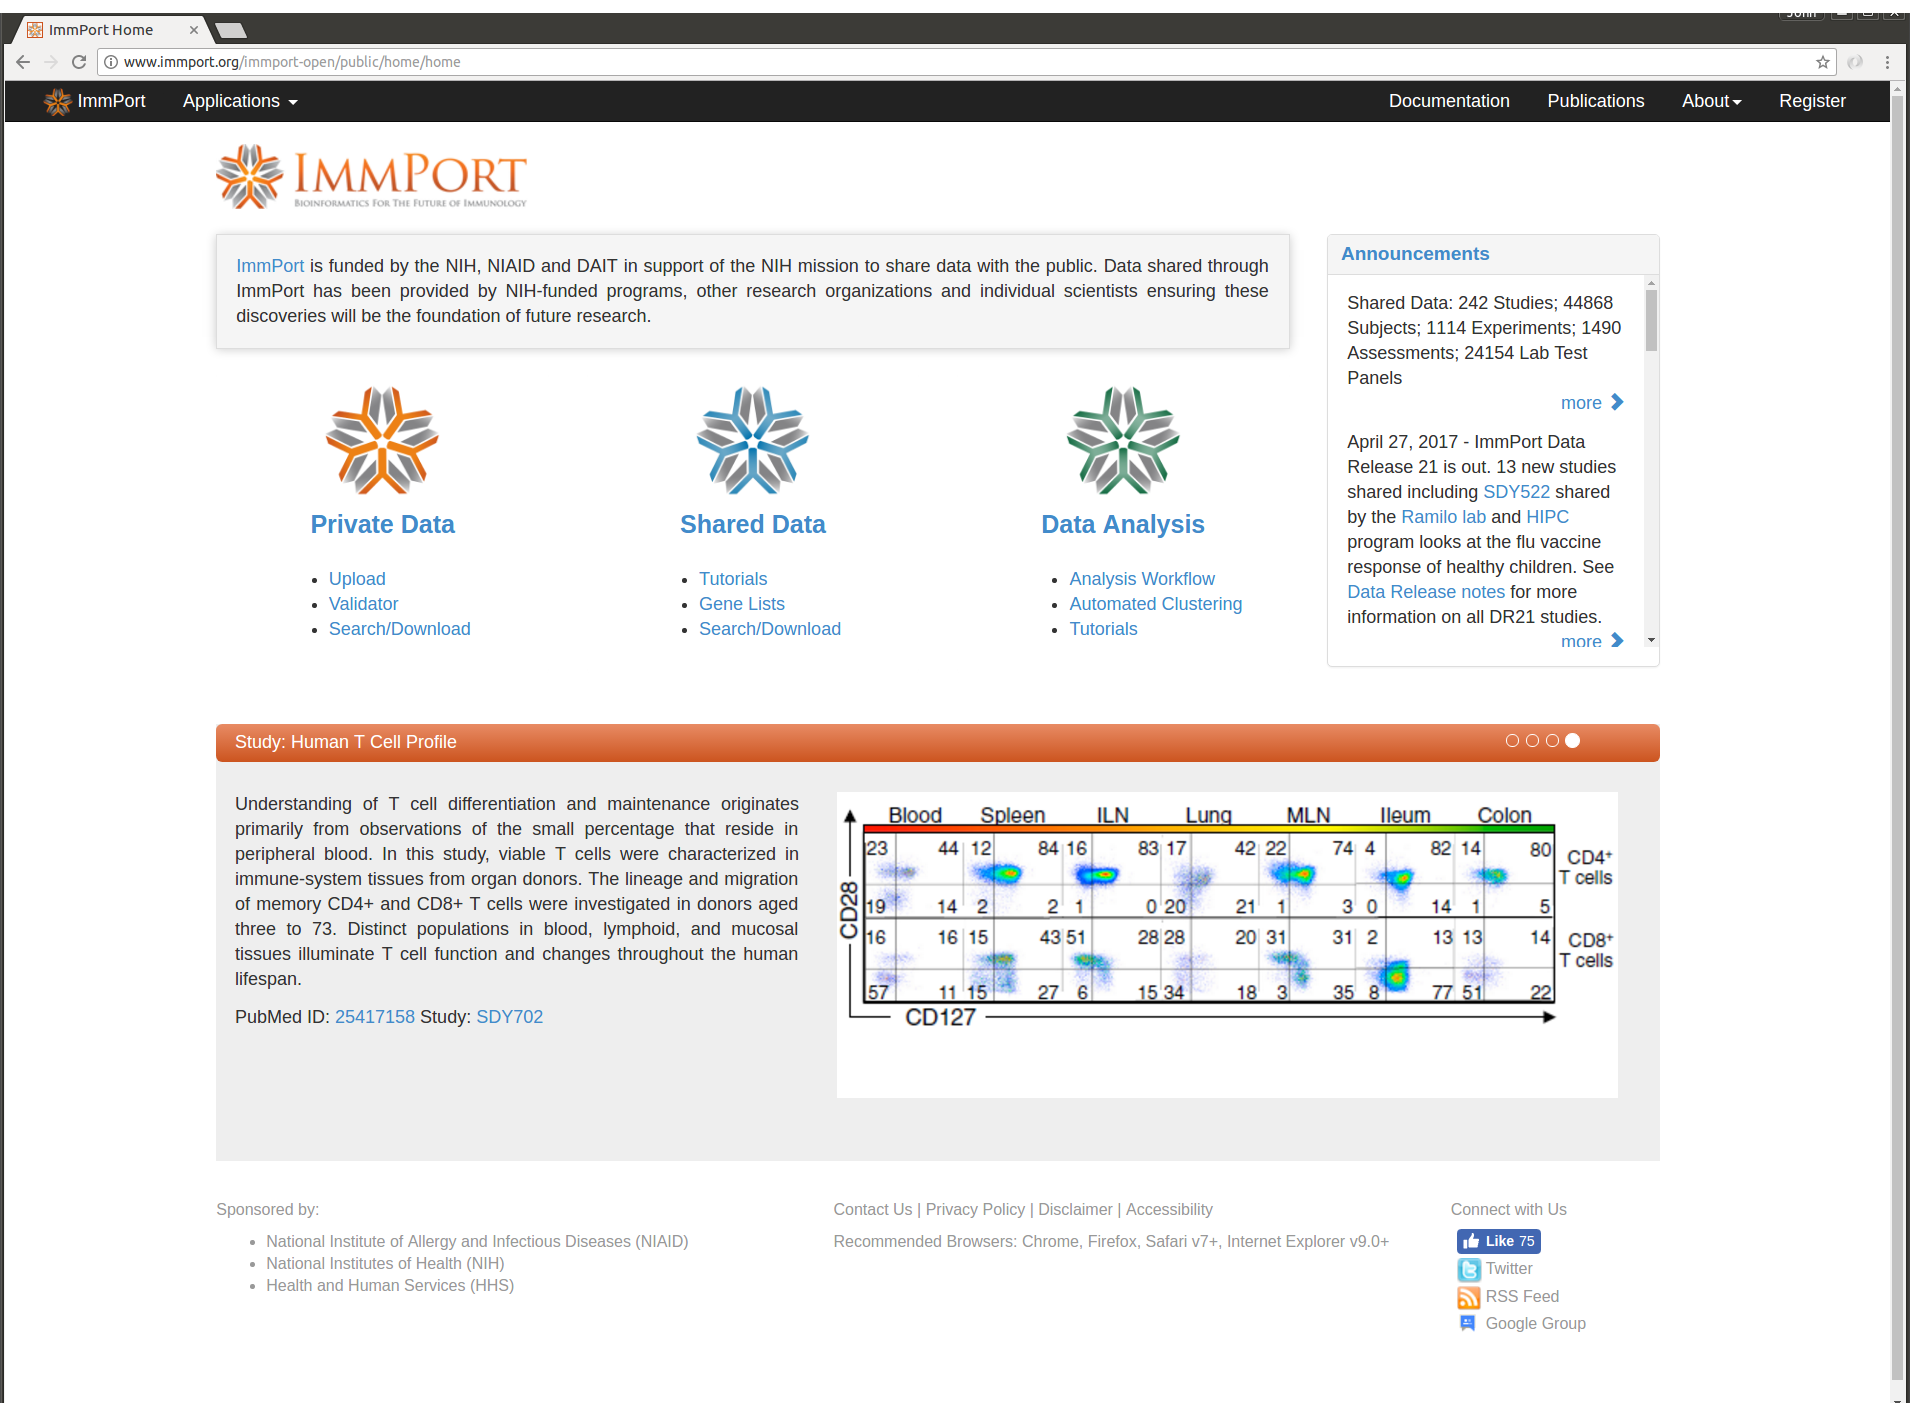 ImmPort Home
John
www.immport.org/immport-open/public/home/home
ImmPort Applications Documentation Publications About Register
IMMPORT
BIOINFORMATICS FOR THE FUTURE OF IMMUNOLOGY
ImmPort is funded by the NIH, NIAID and DAIT in support of the NIH mission to share data with the public. Data shared through
ImmPort has been provided by NIH-funded programs, other research organizations and individual scientists ensuring these
discoveries will be the foundation of future research.
Private Data
• Upload
• Validator
• Search/Download
Shared Data
• Tutorials
• Gene Lists
• Search/Download
Data Analysis
• Analysis Workflow
• Automated Clustering
• Tutorials
Announcements
Shared Data: 242 Studies; 44868
Subjects; 1114 Experiments; 1490
Assessments; 24154 Lab Test
Panels
more
April 27, 2017 - ImmPort Data
Release 21 is out. 13 new studies
shared including SDY522 shared
by the Ramilo lab and HIPC
program looks at the flu vaccine
response of healthy children. See
Data Release notes for more
information on all DR21 studies.
more
Study: Human T Cell Profile
Understanding of T cell differentiation and maintenance originates
primarily from observations of the small percentage that reside in
peripheral blood. In this study, viable T cells were characterized in
immune-system tissues from organ donors. The lineage and migration
of memory CD4+ and CD8+ T cells were investigated in donors aged
three to 73. Distinct populations in blood, lymphoid, and mucosal
tissues illuminate T cell function and changes throughout the human
lifespan.
PubMed ID: 25417158 Study: SDY702
Blood Spleen ILN Lung MLN Ileum Colon
23 44 12 84 16 83 17 42 22 74 4 82 14 80
CD4+
T cells
19 14 2 2 1 0 20 21 1 3 0 14 1 5
16 16 15 43 51 28 28 20 31 31 2 13 13 14
CD8+
T cells
57 11 15 27 6 15 34 18 3 35 8 77 51 22
CD28
CD127
Sponsored by:
• National Institute of Allergy and Infectious Diseases (NIAID)
• National Institutes of Health (NIH)
• Health and Human Services (HHS)
Contact Us | Privacy Policy | Disclaimer | Accessibility
Recommended Browsers: Chrome, Firefox, Safari v7+, Internet Explorer v9.0+
Connect with Us
Like 75
Twitter
RSS Feed
Google Group